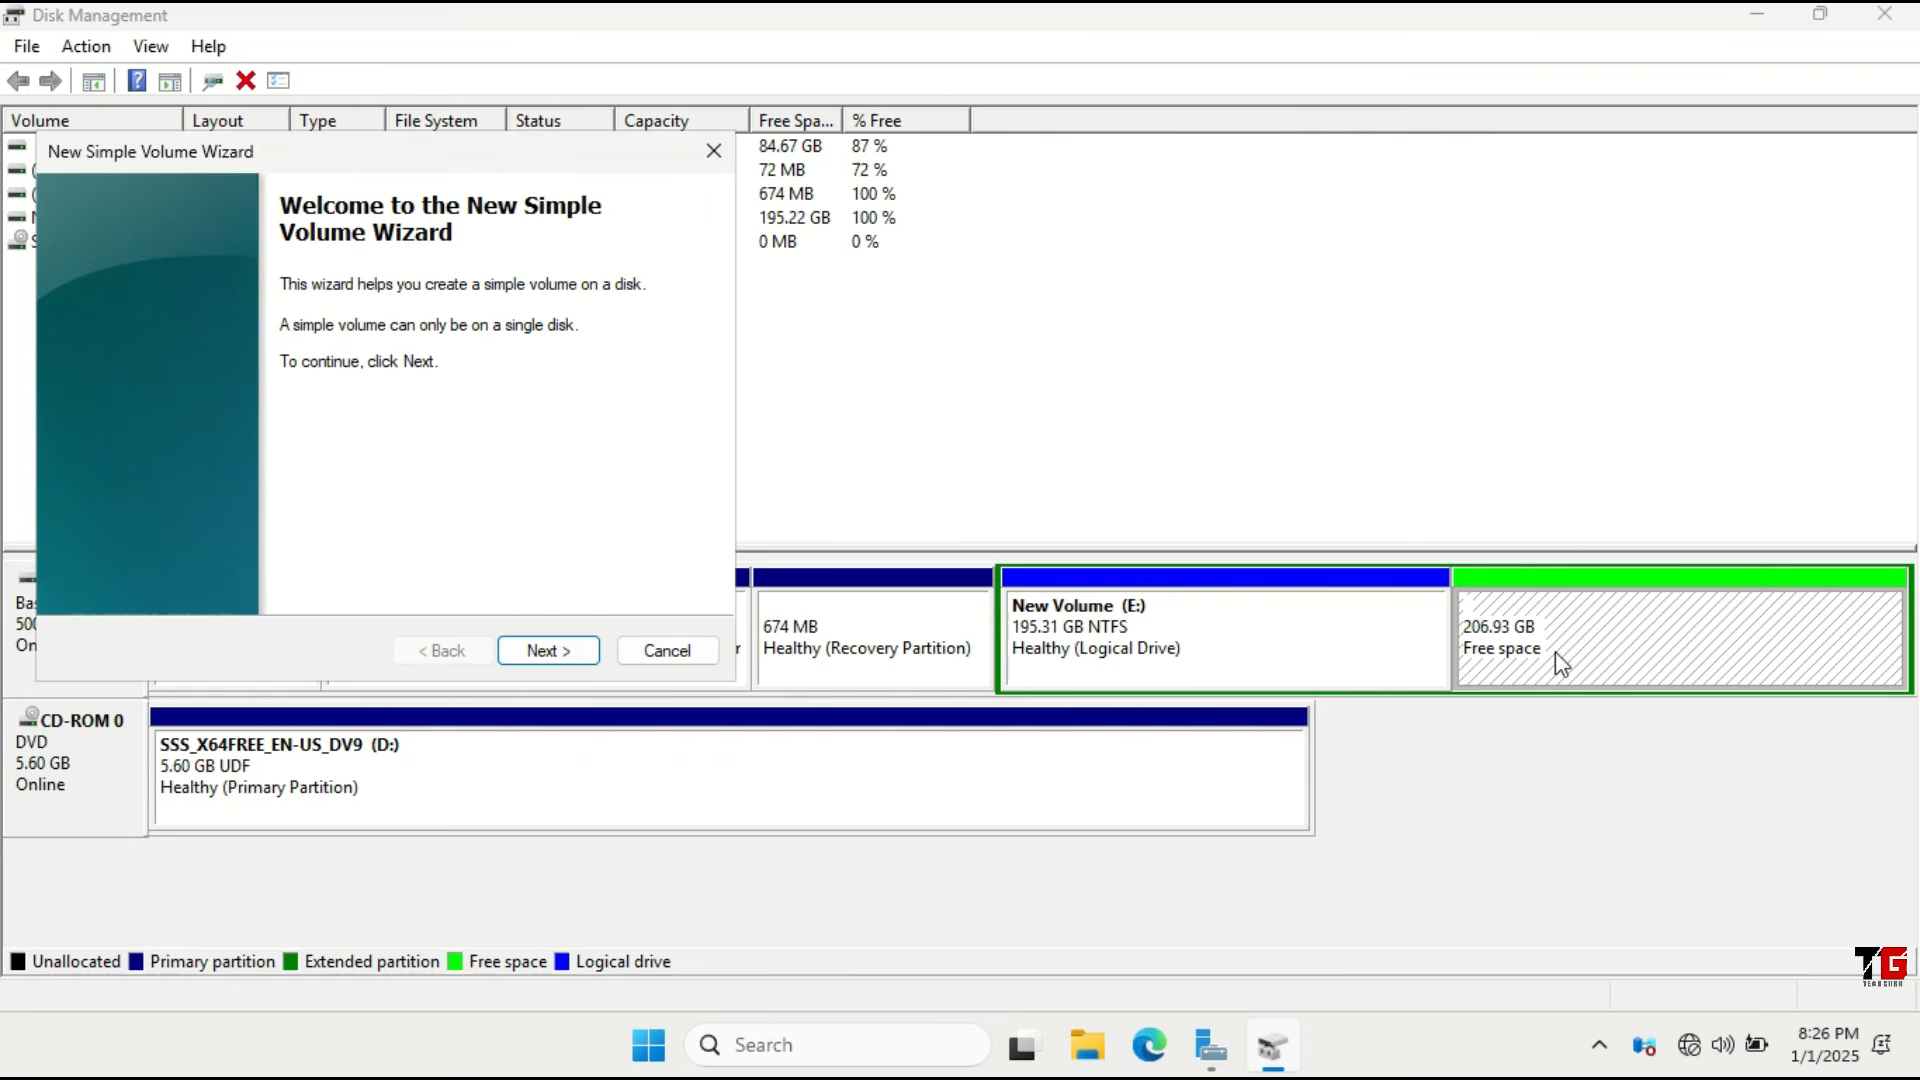 Disk Management
File Action View Help
Volume Layout Type File System Status Capacity Free Spa... % Free
84.67 GB 87 %
72 MB 72 %
674 MB 100 %
195.22 GB 100 %
0 MB 0 %
New Simple Volume Wizard
Welcome to the New Simple
Volume Wizard
This wizard helps you create a simple volume on a disk.
A simple volume can only be on a single disk.
To continue, click Next.
< Back Next > Cancel
Bas
500
On
674 MB
Healthy (Recovery Partition)
New Volume (E:)
195.31 GB NTFS
Healthy (Logical Drive)
206.93 GB
Free space
CD-ROM 0
DVD
5.60 GB
Online
SSS_X64FREE_EN-US_DV9 (D:)
5.60 GB UDF
Healthy (Primary Partition)
Unallocated Primary partition Extended partition Free space Logical drive
TG
Search
8:26 PM
1/1/2025